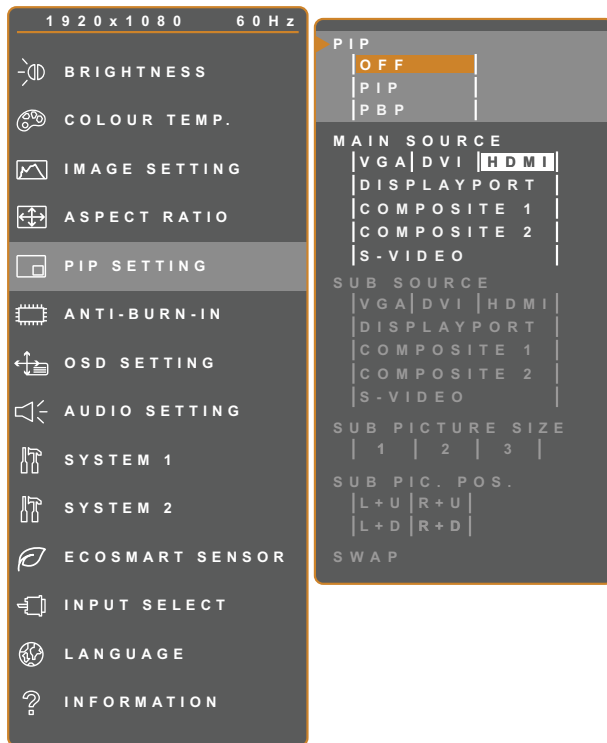 1920x1080 60Hz
BRIGHTNESS
COLOUR TEMP.
IMAGE SETTING
ASPECT RATIO
PIP SETTING
ANTI-BURN-IN
OSD SETTING
AUDIO SETTING
SYSTEM 1
SYSTEM 2
ECOSMART SENSOR
INPUT SELECT
LANGUAGE
INFORMATION
PIP
OFF
PIP
PBP
MAIN SOURCE
VGA DVI HDMI
DISPLAYPORT
COMPOSITE 1
COMPOSITE 2
S-VIDEO
SUB SOURCE
VGA DVI HDMI
DISPLAYPORT
COMPOSITE 1
COMPOSITE 2
S-VIDEO
SUB PICTURE SIZE
1 2 3
SUB PIC. POS.
L+U R+U
L+D R+D
SWAP